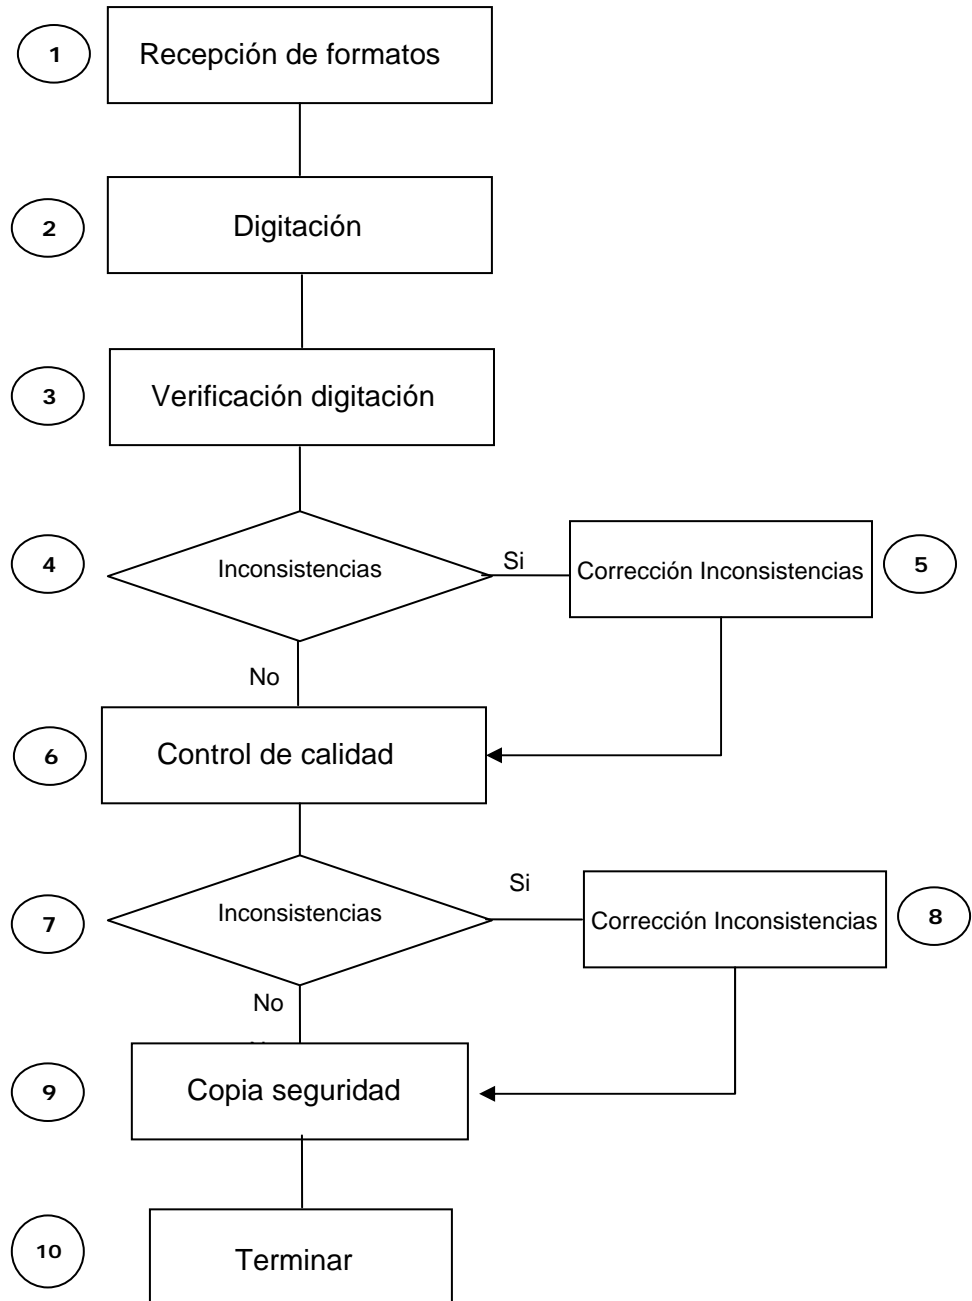 1
Recepción de formatos
2
Digitación
3
Verificación digitación
4
Inconsistencias
Si
Corrección Inconsistencias
5
No
6
Control de calidad
7
Inconsistencias
Si
Corrección Inconsistencias
8
No
9
Copia seguridad
10
Terminar